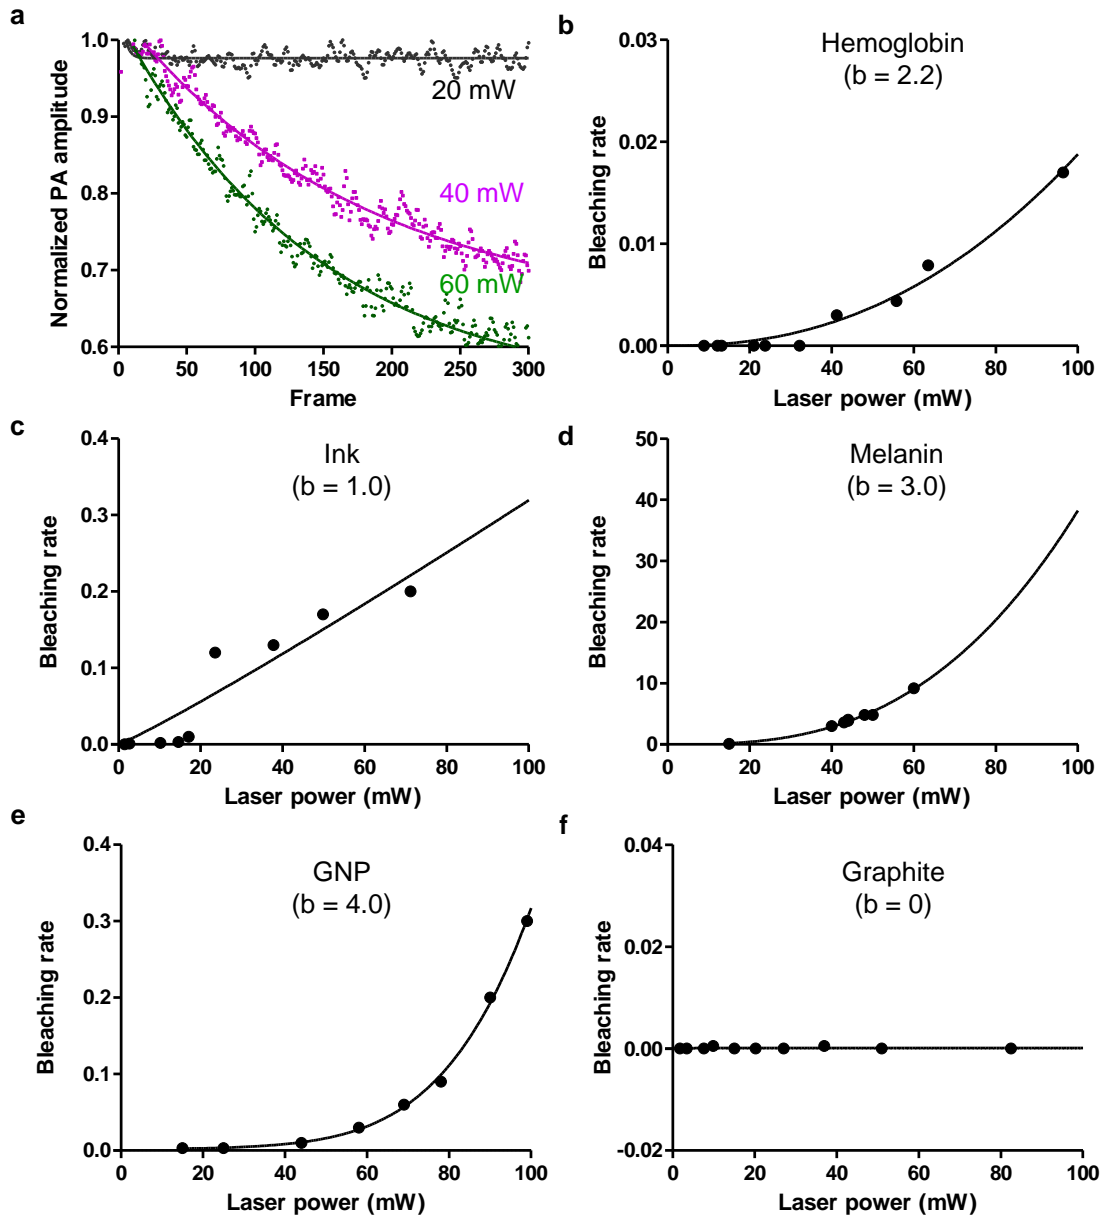 a
1.0
0.9
0.8
0.7
0.6
Normalized PA amplitude
20 mW
40 mW
60 mW
0 50 100 150 200 250 300
Frame
b
Hemoglobin
(b = 2.2)
0.03
0.02
0.01
0.00
Bleaching rate
0 20 40 60 80 100
Laser power (mW)
c
Ink
(b = 1.0)
0.4
0.3
0.2
0.1
0.0
Bleaching rate
0 20 40 60 80 100
Laser power (mW)
d
Melanin
(b = 3.0)
50
40
30
20
10
0
Bleaching rate
0 20 40 60 80 100
Laser power (mW)
e
GNP
(b = 4.0)
0.4
0.3
0.2
0.1
0.0
Bleaching rate
0 20 40 60 80 100
Laser power (mW)
f
Graphite
(b = 0)
0.04
0.02
0.00
-0.02
Bleaching rate
0 20 40 60 80 100
Laser power (mW)